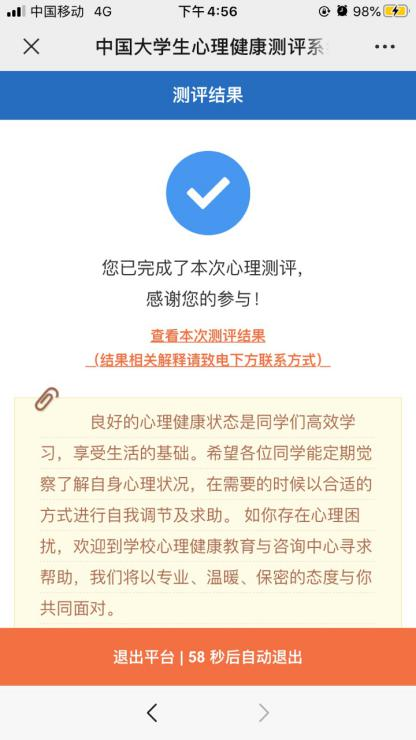 中国移动 4G 下午4:56 98%
中国大学生心理健康测评系
测评结果
您已完成了本次心理测评，
感谢您的参与！
查看本次测评结果
（结果相关解释请致电下方联系方式）
良好的心理健康状态是同学们高效学
习，享受生活的基础。希望各位同学能定期觉
察了解自身心理状况，在需要的时候以合适的
方式进行自我调节及求助。 如你存在心理困
扰，欢迎到学校心理健康教育与咨询中心寻求
帮助，我们将以专业、温暖、保密的态度与你
共同面对。
退出平台 | 58 秒后自动退出